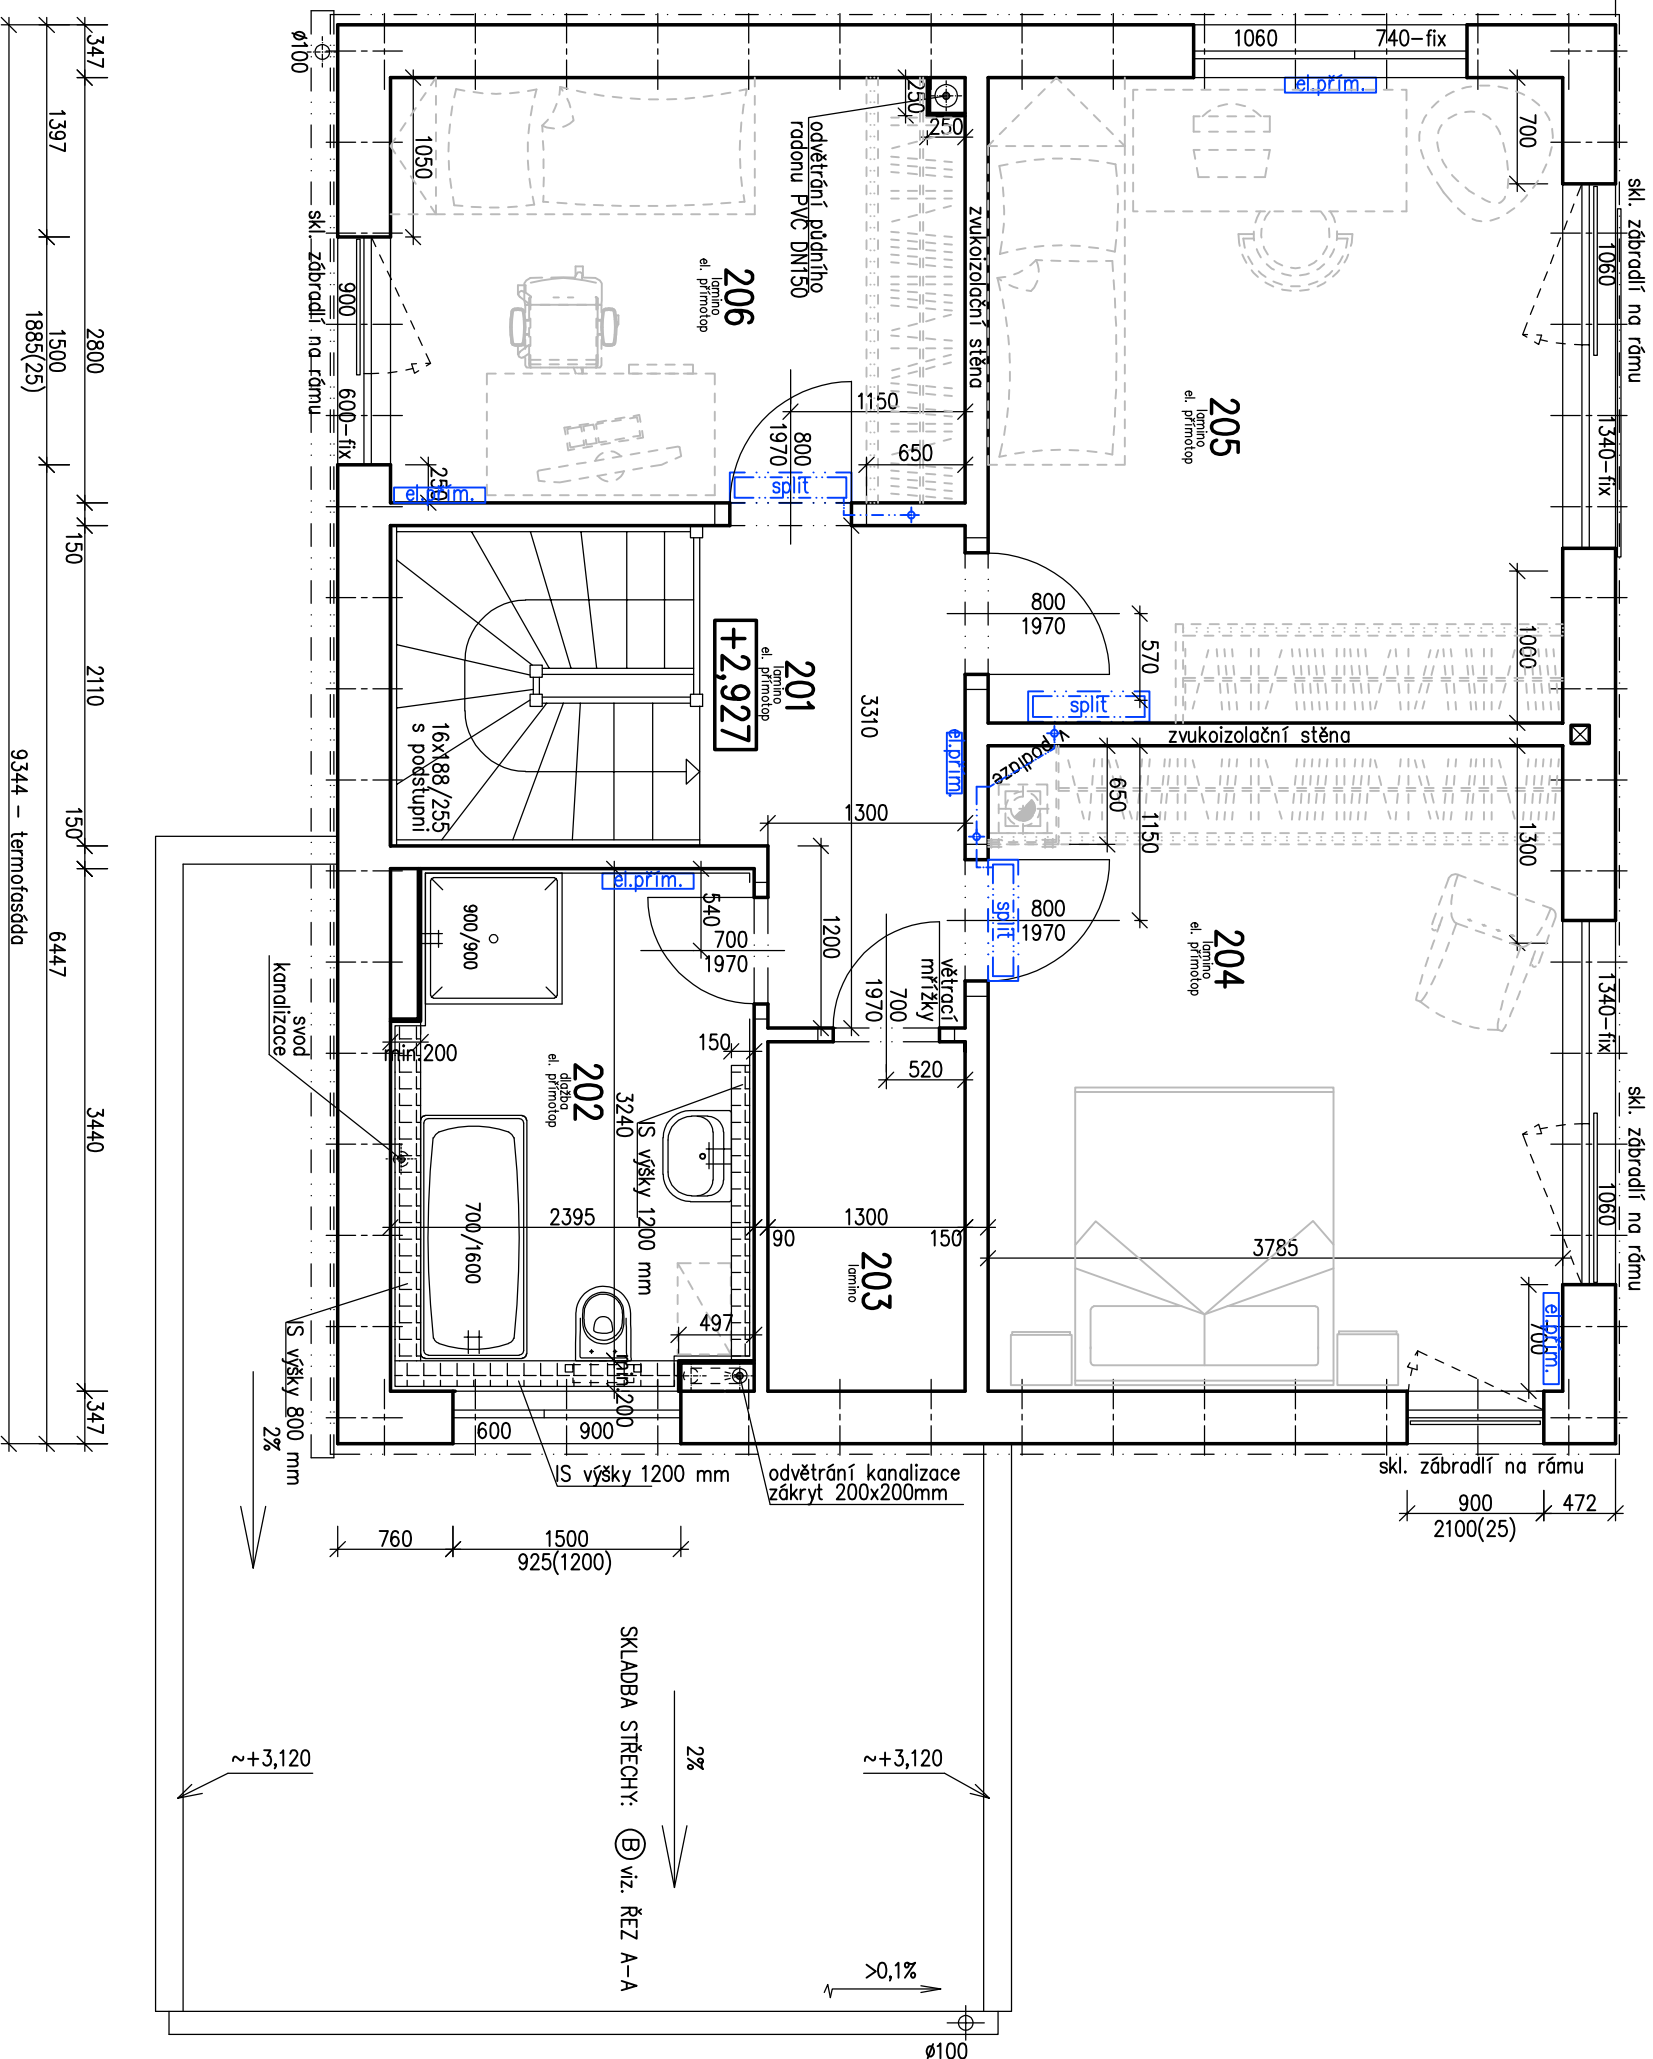 1060
740-fix
el.přím.
700
skl. zábradlí na rámu
1060
1340-fix
205
lamino
el. přímotop
zvukoizolační stěna
250
250
odvětrání půdního
radonu PVC DN150
206
lamino
el. přímotop
1050
ø100
347
1397
2800
1500
1885(25)
skl. zábradlí na rámu
900
600-fix
250
el.přím.
1150
800
1970
650
split
150
2110
150
9344 - termofasáda
6447
3440
347
201
lamino
el. přímotop
+2,927
3310
16x188/255
s podstupni
800
1970
570
split
1000
zvukoizolační stěna
v podlaze
el.přím.
650
1150
1300
1300
1200
800
1970
split
204
lamino
el. přímotop
1340-fix
skl. zábradlí na rámu
1060
700
el.přím.
3785
větrací
mřížky
700
1970
520
el.přím.
540
700
1970
900/900
svod
kanalizace
min.200
150
202
dlažba
el. přímotop
3240
IS výšky 1200 mm
2395
90
1300
150
203
lamino
700/1600
497
min.200
IS výšky 800 mm
2%
600
900
IS výšky 1200 mm
odvětrání kanalizace
zákryt 200x200mm
skl. zábradlí na rámu
900
2100(25)
472
760
1500
925(1200)
SKLADBA STŘECHY: B viz. ŘEZ A-A
2%
~+3,120
~+3,120
>0,1%
ø100